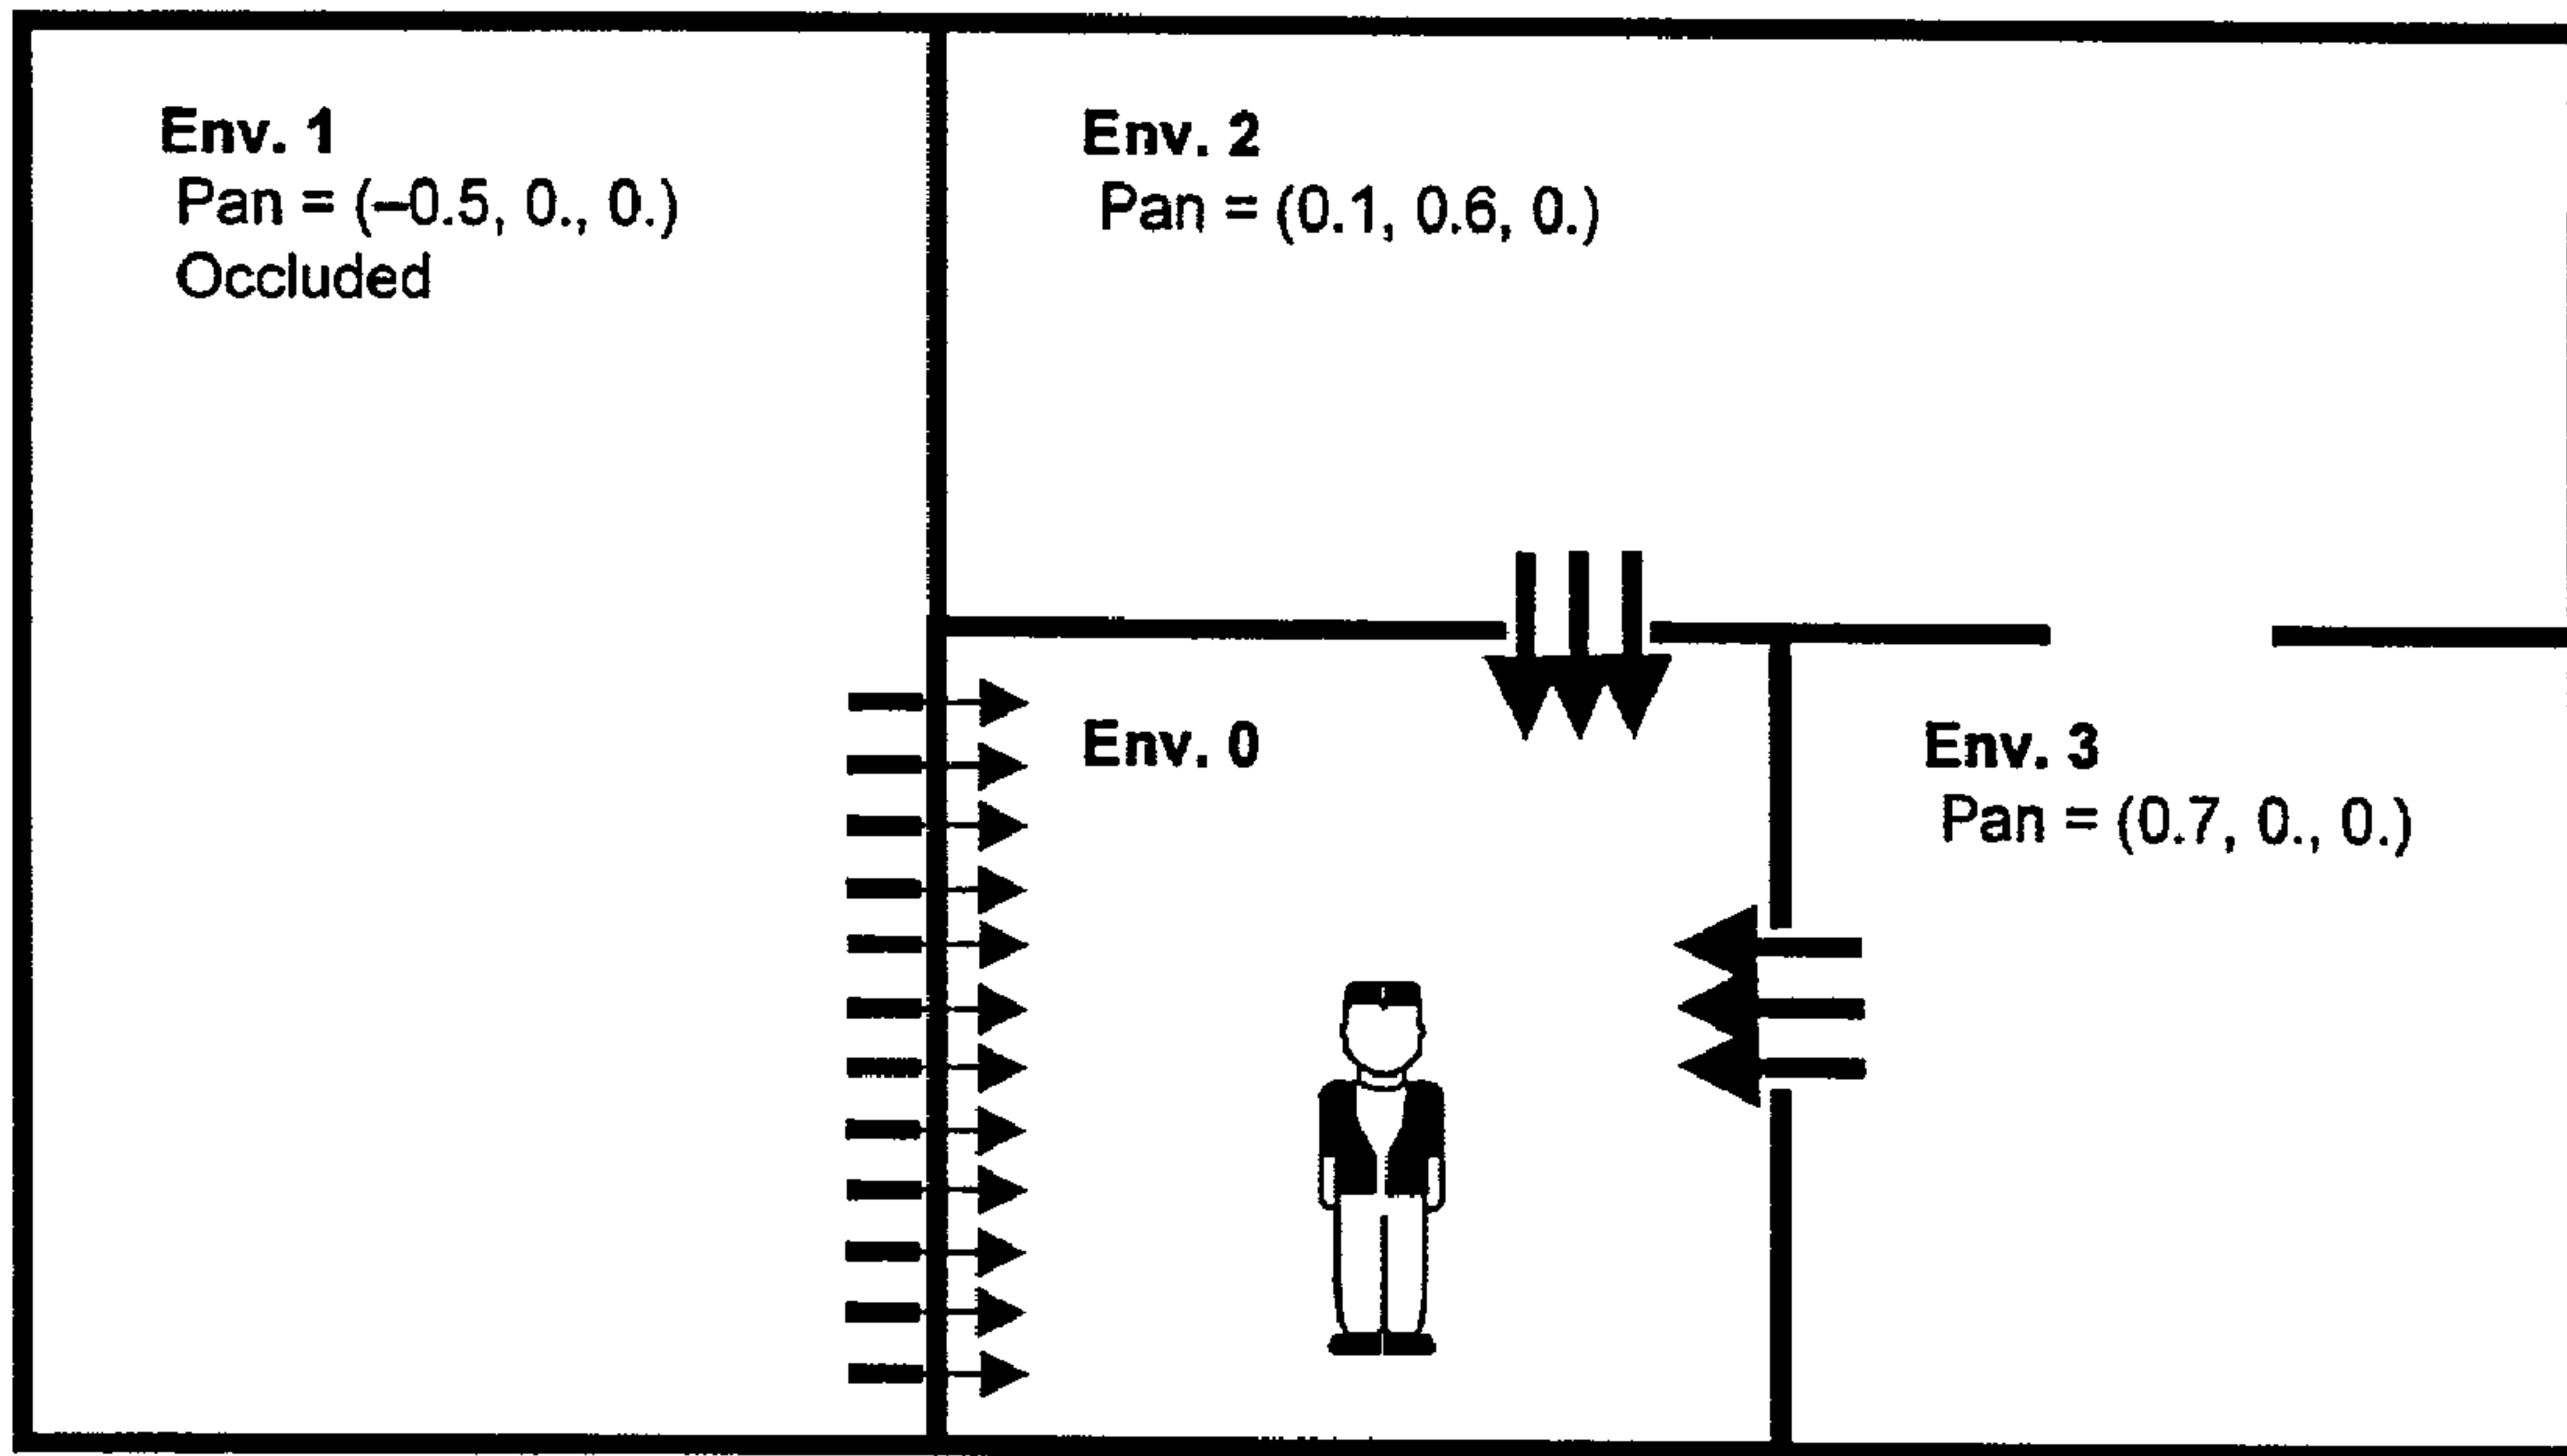 Env. 1
Pan = (–0.5, 0., 0.)
Occluded
Env. 2
Pan = (0.1, 0.6, 0.)
Env. 0
Env. 3
Pan = (0.7, 0., 0.)